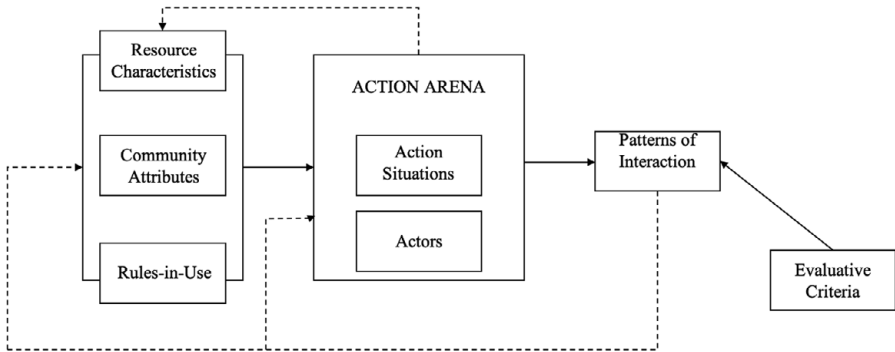 Resource
Characteristics
Community
Attributes
Rules-in-Use
ACTION ARENA
Action
Situations
Actors
Patterns of
Interaction
Evaluative
Criteria